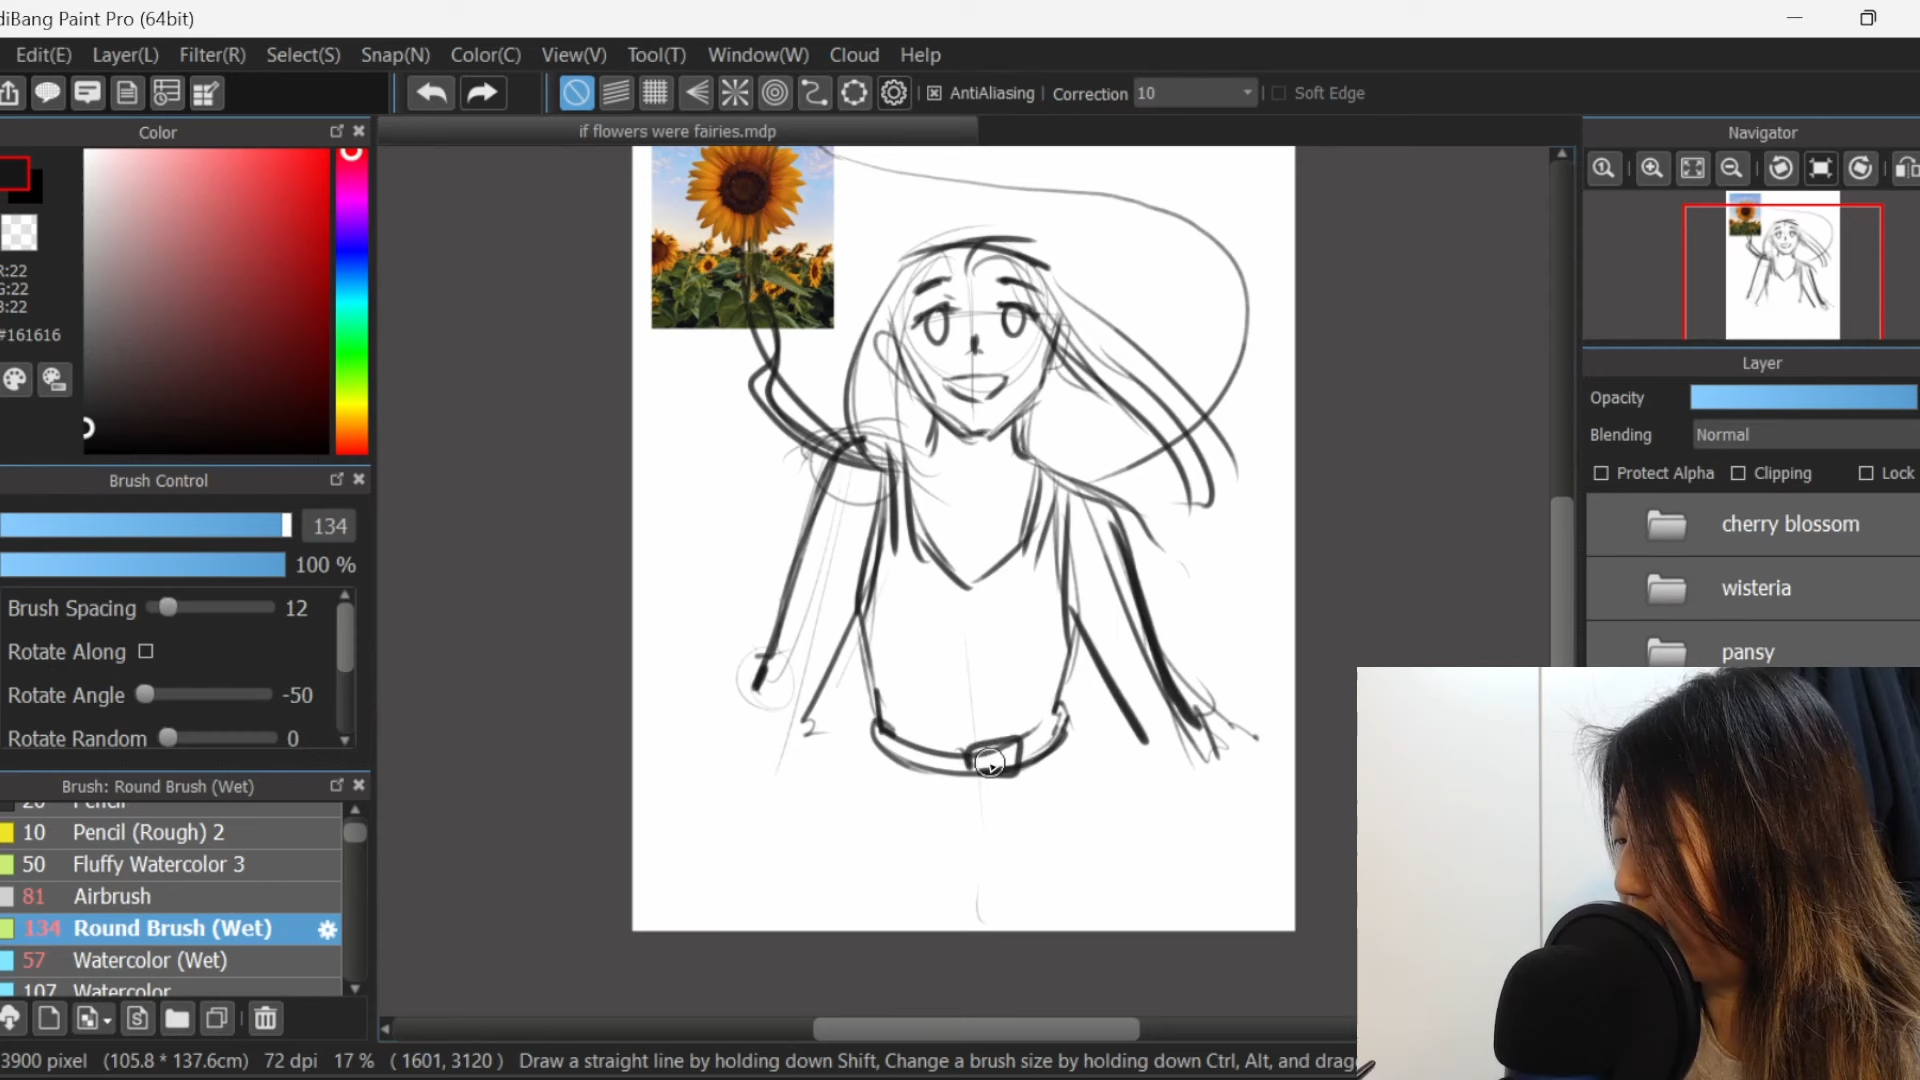 diBang Paint Pro (64bit)
Edit(E) Layer(L) Filter(R) Select(S) Snap(N) Color(C) View(V) Tool(T) Window(W) Cloud Help
AntiAliasing Correction 10 Soft Edge
Color
if flowers were fairies.mdp
Navigator
R:22
G:22
B:22
#161616
Layer
Opacity
Blending Normal
Protect Alpha Clipping Lock
Brush Control
134
100 %
cherry blossom
wisteria
pansy
Brush Spacing 12
Rotate Along
Rotate Angle -50
Rotate Random 0
Brush: Round Brush (Wet)
20 Pencil
10 Pencil (Rough) 2
50 Fluffy Watercolor 3
81 Airbrush
134 Round Brush (Wet)
57 Watercolor (Wet)
107 Watercolor
3900 pixel (105.8 * 137.6cm) 72 dpi 17 % ( 1601, 3120 ) Draw a straight line by holding down Shift, Change a brush size by holding down Ctrl, Alt, and drag